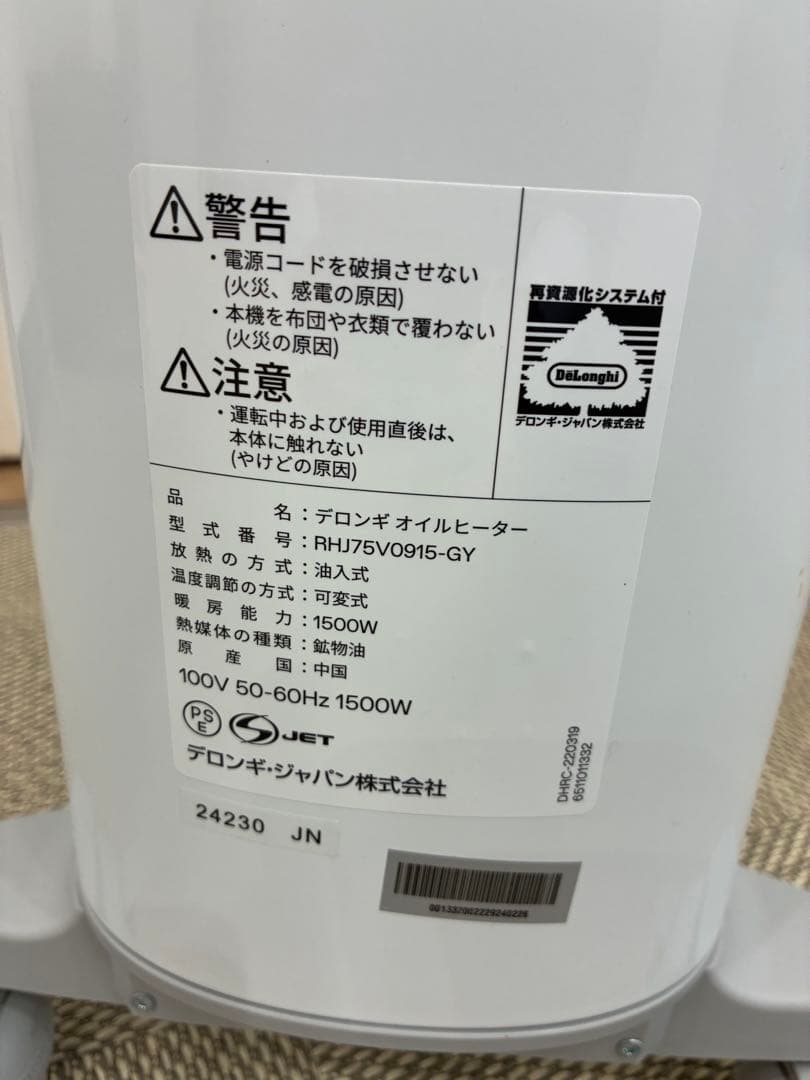 警告
・電源コードを破損させない
(火災、感電の原因)
・本機を布団や衣類で覆わない
(火災の原因)
注意
・運転中および使用直後は、
本体に触れない
(やけどの原因)
再資源化システム付
DeLonghi
デロンギ・ジャパン株式会社
品名：デロンギ オイルヒーター
型式番号：RHJ75V0915-GY
放熱の方式：油入式
温度調節の方式：可変式
暖房能力：1500W
熱媒体の種類：鉱物油
原産国：中国
100V 50-60Hz 1500W
PSE JET
デロンギ・ジャパン株式会社
DHRC-220319
6511011332
24230 JN